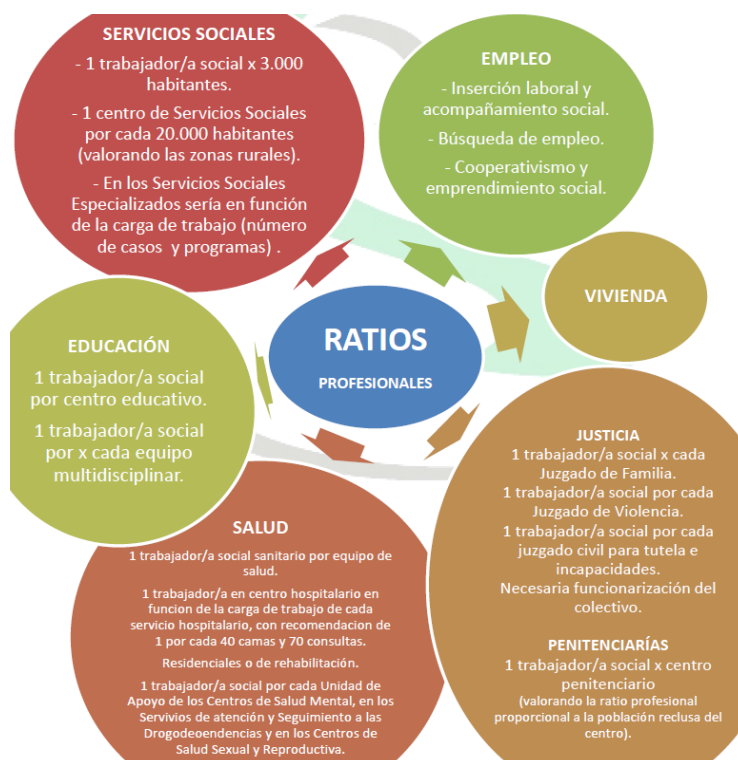 SERVICIOS SOCIALES
- 1 trabajador/a social x 3.000
habitantes.
- 1 centro de Servicios Sociales
por cada 20.000 habitantes
(valorando las zonas rurales).
- En los Servicios Sociales
Especializados sería en función
de la carga de trabajo (número
de casos y programas) .
EMPLEO
- Inserción laboral y
acompañamiento social.
- Búsqueda de empleo.
- Cooperativismo y
emprendimiento social.
VIVIENDA
RATIOS
PROFESIONALES
EDUCACIÓN
1 trabajador/a social
por centro educativo.
1 trabajador/a social
por x cada equipo
multidisciplinar.
JUSTICIA
1 trabajador/a social x cada
Juzgado de Familia.
1 trabajador/a social por cada
Juzgado de Violencia.
1 trabajador/a social por cada
juzgado civil para tutela e
incapacidades.
Necesaria funcionarización del
colectivo.
PENITENCIARÍAS
1 trabajador/a social x centro
penitenciario
(valorando la ratio profesional
proporcional a la población reclusa del
centro).
SALUD
1 trabajador/a social sanitario por equipo de
salud.
1 trabajador/a en centro hospitalario en
funcion de la carga de trabajo de cada
servicio hospitalario, con recomendacion de
1 por cada 40 camas y 70 consultas.
Residenciales o de rehabilitación.
1 trabajador/a social por cada Unidad de
Apoyo de los Centros de Salud Mental, en los
Servivios de atención y Seguimiento a las
Drogodeoendencias y en los Centros de
Salud Sexual y Reproductiva.